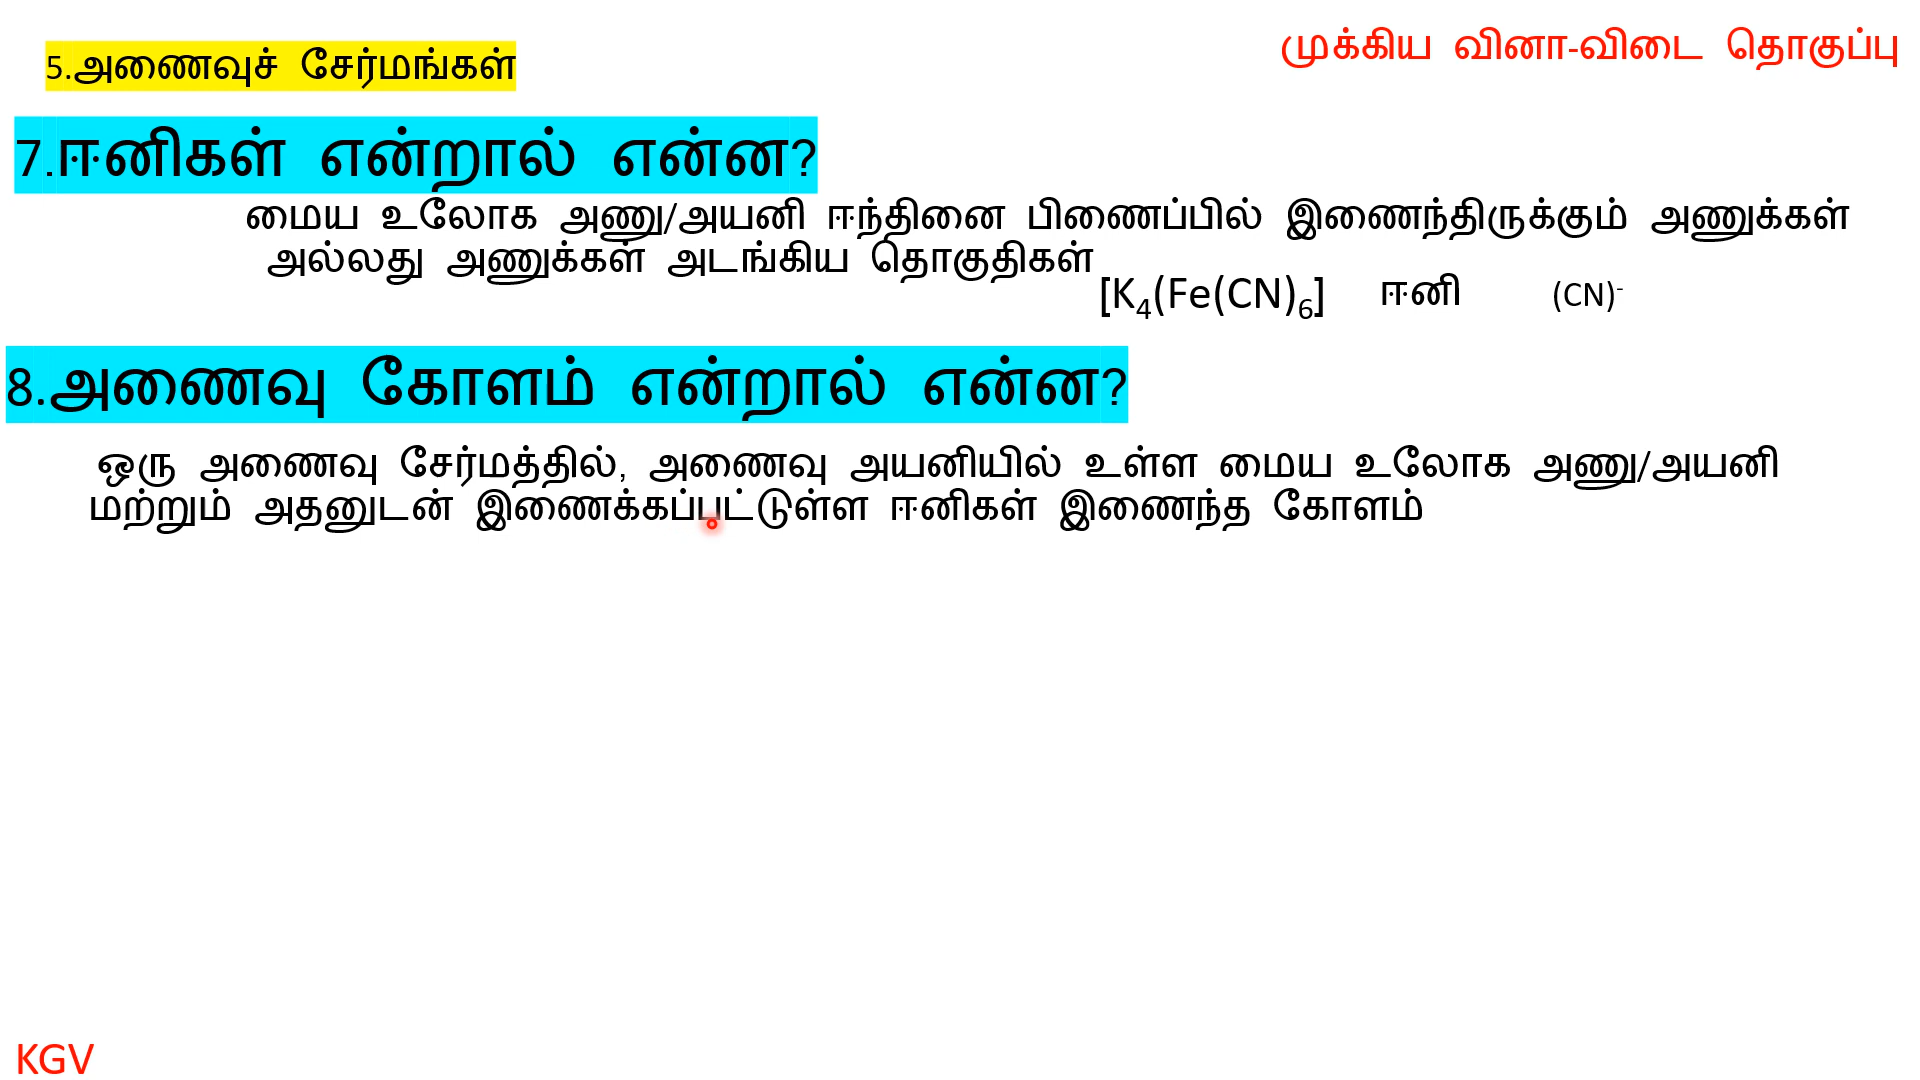 முக்கிய வினா-விடை தொகுப்பு
5.அணைவுச் சேர்மங்கள்
7.ஈனிகள் என்றால் என்ன?
மைய உலோக அணு/அயனி ஈந்தினை பிணைப்பில் இணைந்திருக்கும் அணுக்கள்
அல்லது அணுக்கள் அடங்கிய தொகுதிகள்
[K₄(Fe(CN)₆] ஈனி (CN)⁻
8.அணைவு கோளம் என்றால் என்ன?
ஒரு அணைவு சேர்மத்தில், அணைவு அயனியில் உள்ள மைய உலோக அணு/அயனி
மற்றும் அதனுடன் இணைக்கப்பட்டுள்ள ஈனிகள் இணைந்த கோளம்
KGV